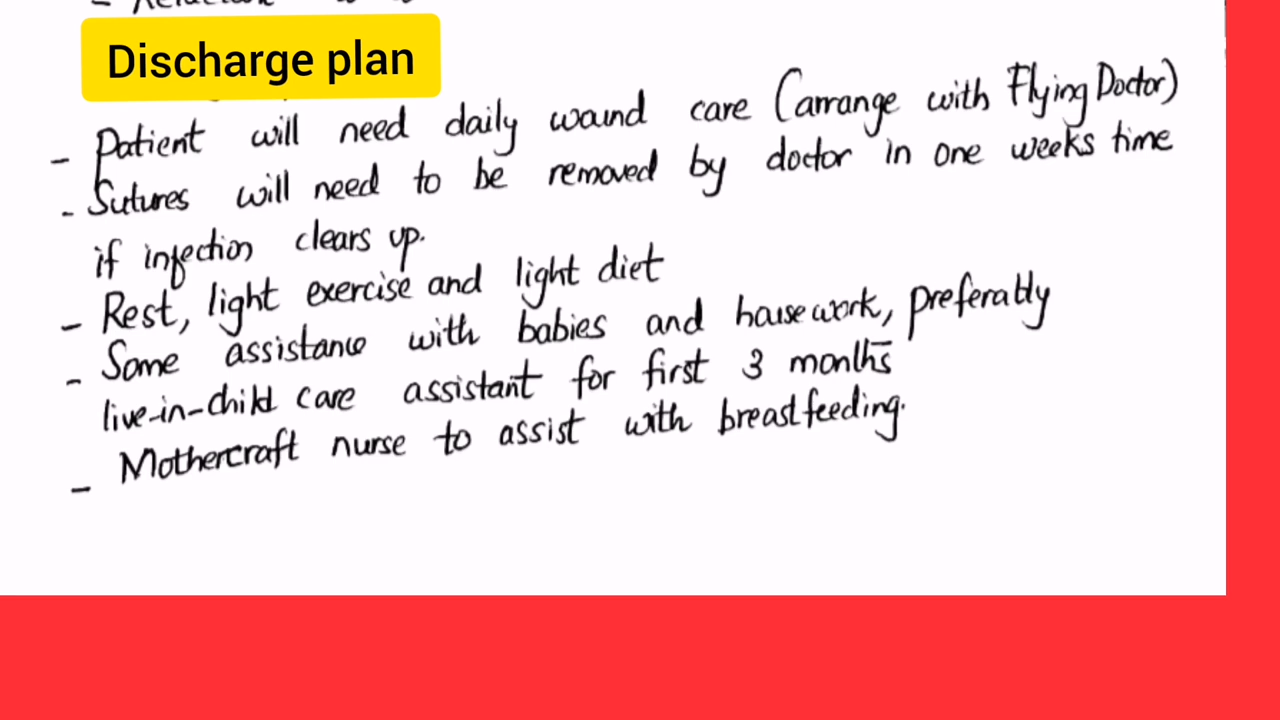 Discharge plan
- Patient will need daily wound care (arrange with Flying Doctor)
- Sutures will need to be removed by doctor in one weeks time
if infection clears up.
- Rest, light exercise and light diet
- Some assistance with babies and housework, preferably
live-in-child care assistant for first 3 months
- Mothercraft nurse to assist with breastfeeding.